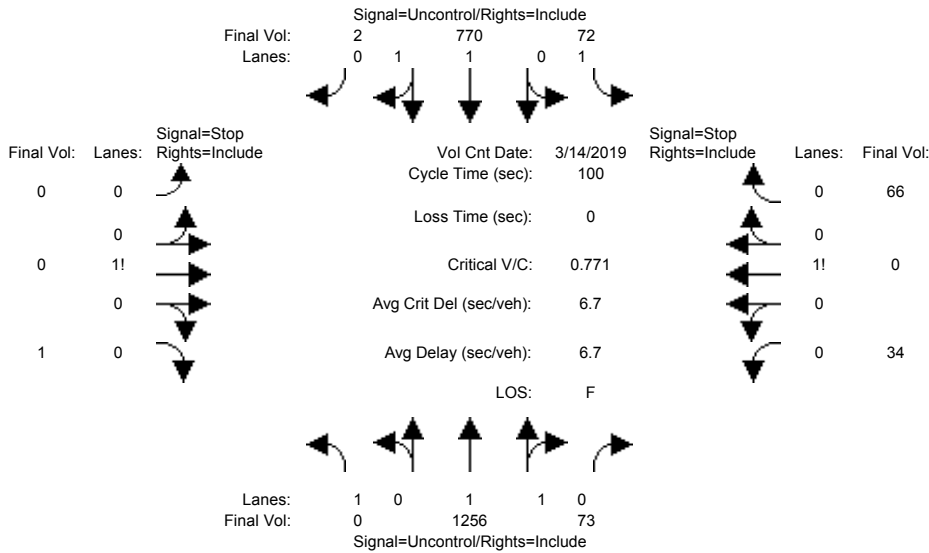 Signal=Uncontrol/Rights=Include
Final Vol: 2 770 72
Lanes: 0 1 1 0 1
Signal=Stop Signal=Stop
Final Vol: Lanes: Rights=Include Vol Cnt Date: 3/14/2019 Rights=Include Lanes: Final Vol:
Cycle Time (sec): 100
0 0 0 66
Loss Time (sec): 0
0 0
0 1! Critical V/C: 0.771 1! 0
0 Avg Crit Del (sec/veh): 6.7 0
1 0 Avg Delay (sec/veh): 6.7 0 34
LOS: F
Lanes: 1 0 1 1 0
Final Vol: 0 1256 73
Signal=Uncontrol/Rights=Include